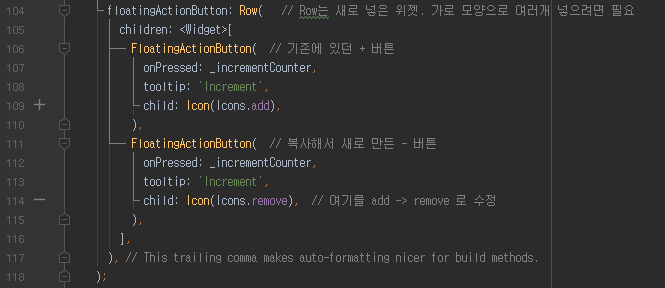 104 floatingActionButton: Row(   // Row는 새로 넣은 위젯. 가로 모양으로 여러개 넣으려면 필요
105 children: <Widget>[
106 FloatingActionButton(  // 기존에 있던 + 버튼
107 onPressed: _incrementCounter,
108 tooltip: 'Increment',
109 child: Icon(Icons.add),
110 ),
111 FloatingActionButton(  // 복사해서 새로 만든 - 버튼
112 onPressed: _incrementCounter,
113 tooltip: 'Increment',
114 child: Icon(Icons.remove),  // 여기를 add -> remove 로 수정
115 ),
116 ],
117 ), // This trailing comma makes auto-formatting nicer for build methods.
118 );